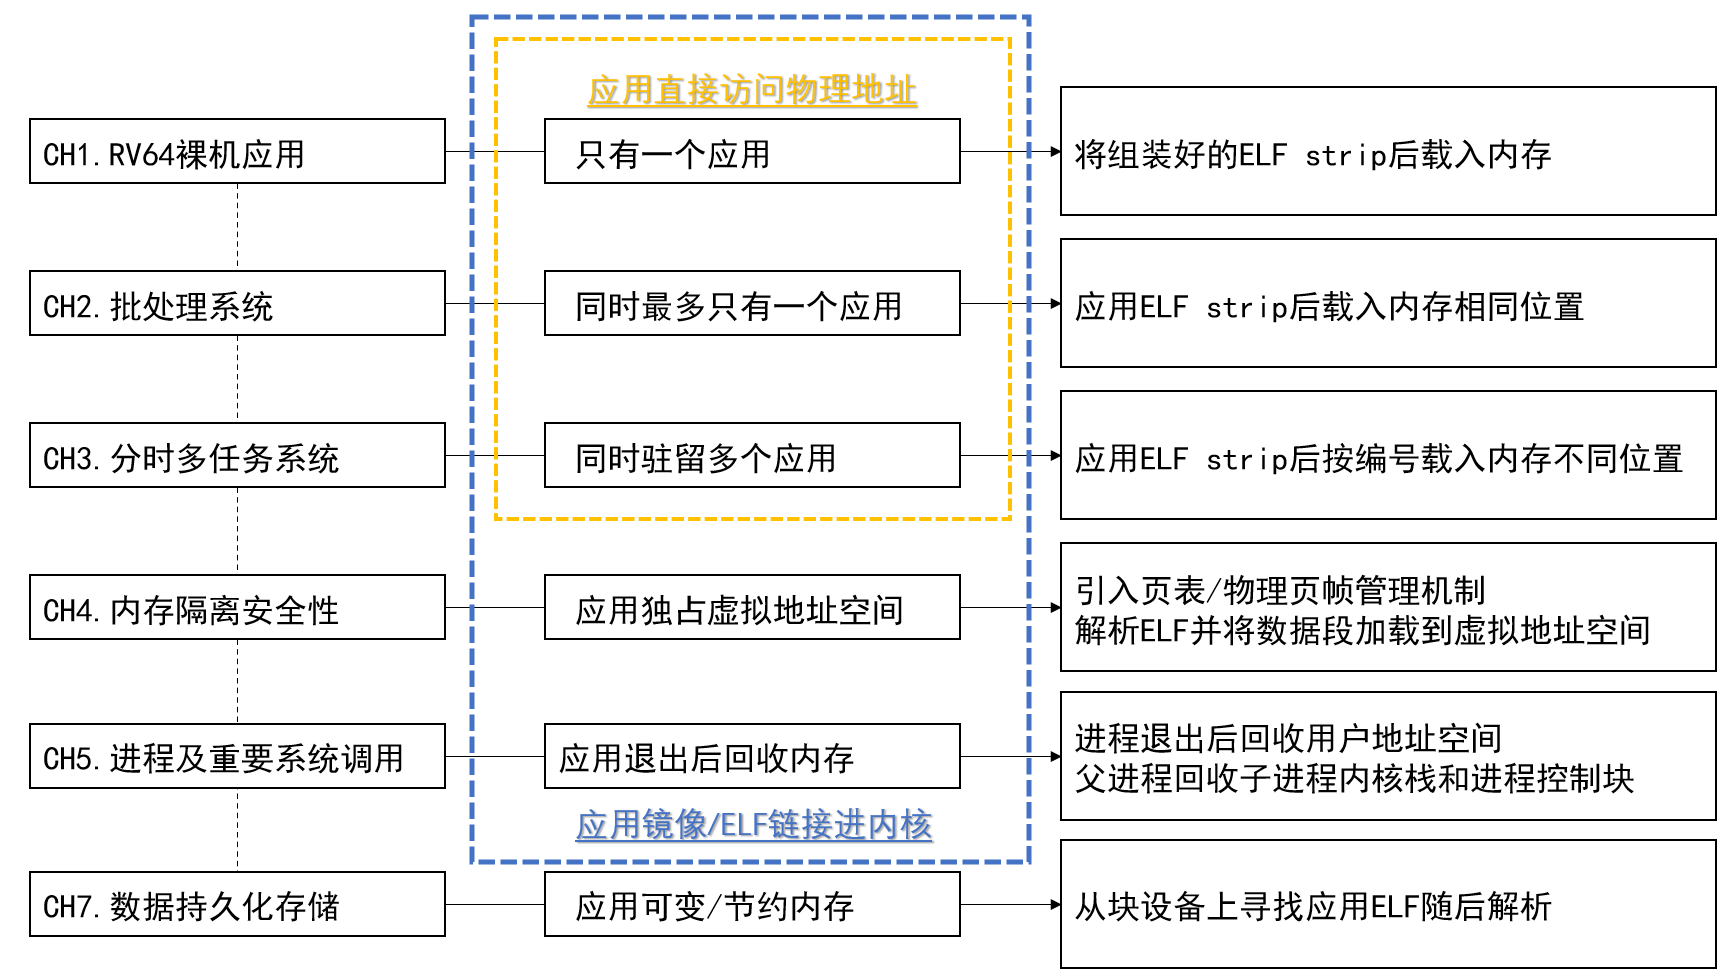 应用直接访问物理地址
CH1.RV64裸机应用
只有一个应用
将组装好的ELF strip后载入内存
CH2.批处理系统
同时最多只有一个应用
应用ELF strip后载入内存相同位置
CH3.分时多任务系统
同时驻留多个应用
应用ELF strip后按编号载入内存不同位置
CH4.内存隔离安全性
应用独占虚拟地址空间
引入页表/物理页帧管理机制
解析ELF并将数据段加载到虚拟地址空间
CH5.进程及重要系统调用
应用退出后回收内存
进程退出后回收用户地址空间
父进程回收子进程内核栈和进程控制块
应用镜像/ELF链接进内核
CH7.数据持久化存储
应用可变/节约内存
从块设备上寻找应用ELF随后解析